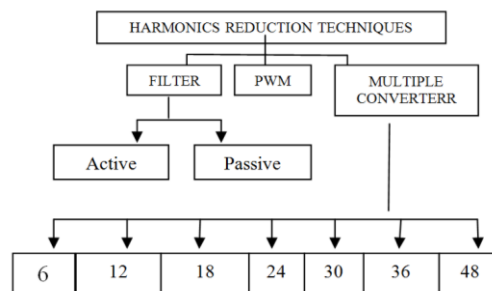 HARMONICS REDUCTION TECHNIQUES
FILTER PWM MULTIPLE
CONVERTERR
Active Passive
6 12 18 24 30 36 48